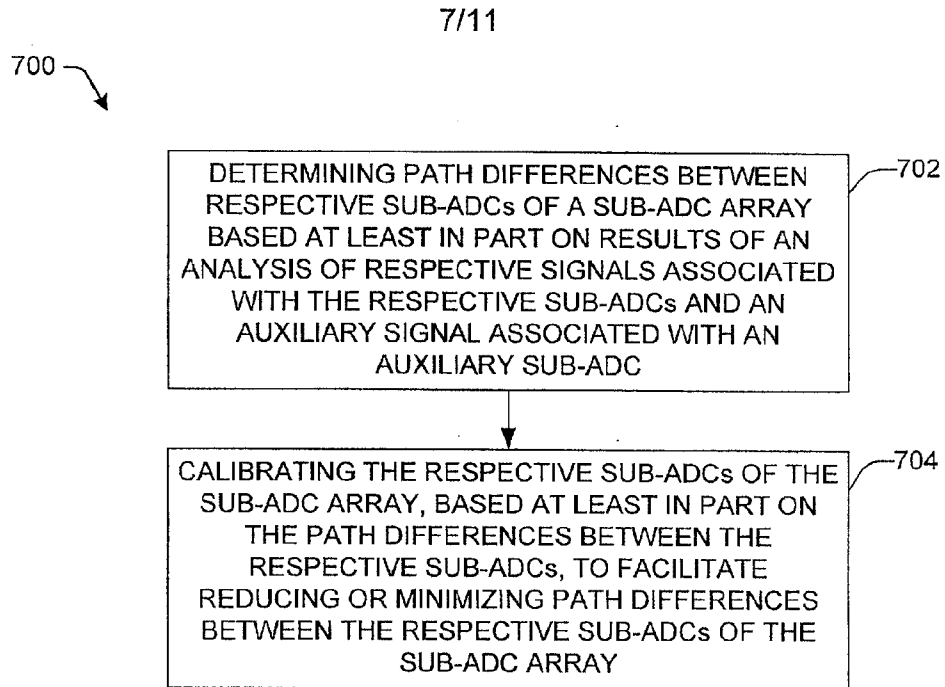 7/11
700
DETERMINING PATH DIFFERENCES BETWEEN
RESPECTIVE SUB-ADCs OF A SUB-ADC ARRAY
BASED AT LEAST IN PART ON RESULTS OF AN
ANALYSIS OF RESPECTIVE SIGNALS ASSOCIATED
WITH THE RESPECTIVE SUB-ADCs AND AN
AUXILIARY SIGNAL ASSOCIATED WITH AN
AUXILIARY SUB-ADC
702
CALIBRATING THE RESPECTIVE SUB-ADCs OF THE
SUB-ADC ARRAY, BASED AT LEAST IN PART ON
THE PATH DIFFERENCES BETWEEN THE
RESPECTIVE SUB-ADCs, TO FACILITATE
REDUCING OR MINIMIZING PATH DIFFERENCES
BETWEEN THE RESPECTIVE SUB-ADCs OF THE
SUB-ADC ARRAY
704